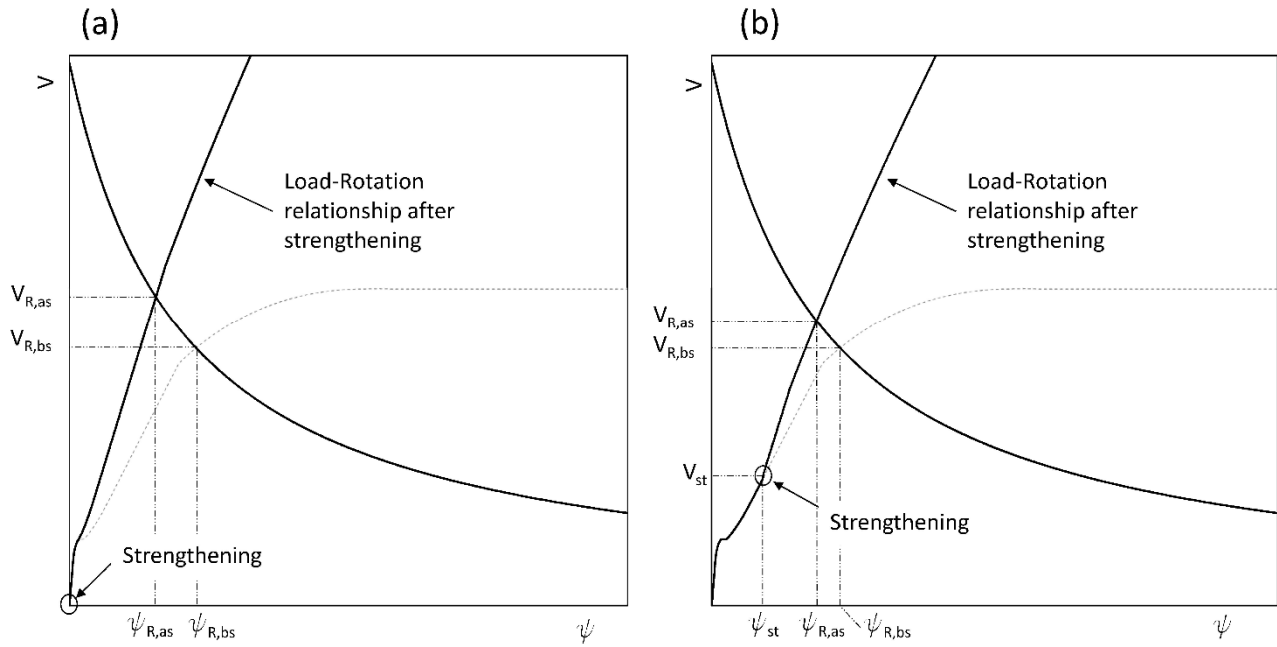 (a)
V
Load-Rotation
relationship after
strengthening
V_R,as
V_R,bs
Strengthening
ψ_R,as
ψ_R,bs
ψ
(b)
V
Load-Rotation
relationship after
strengthening
V_R,as
V_R,bs
V_st
Strengthening
ψ_st
ψ_R,as
ψ_R,bs
ψ